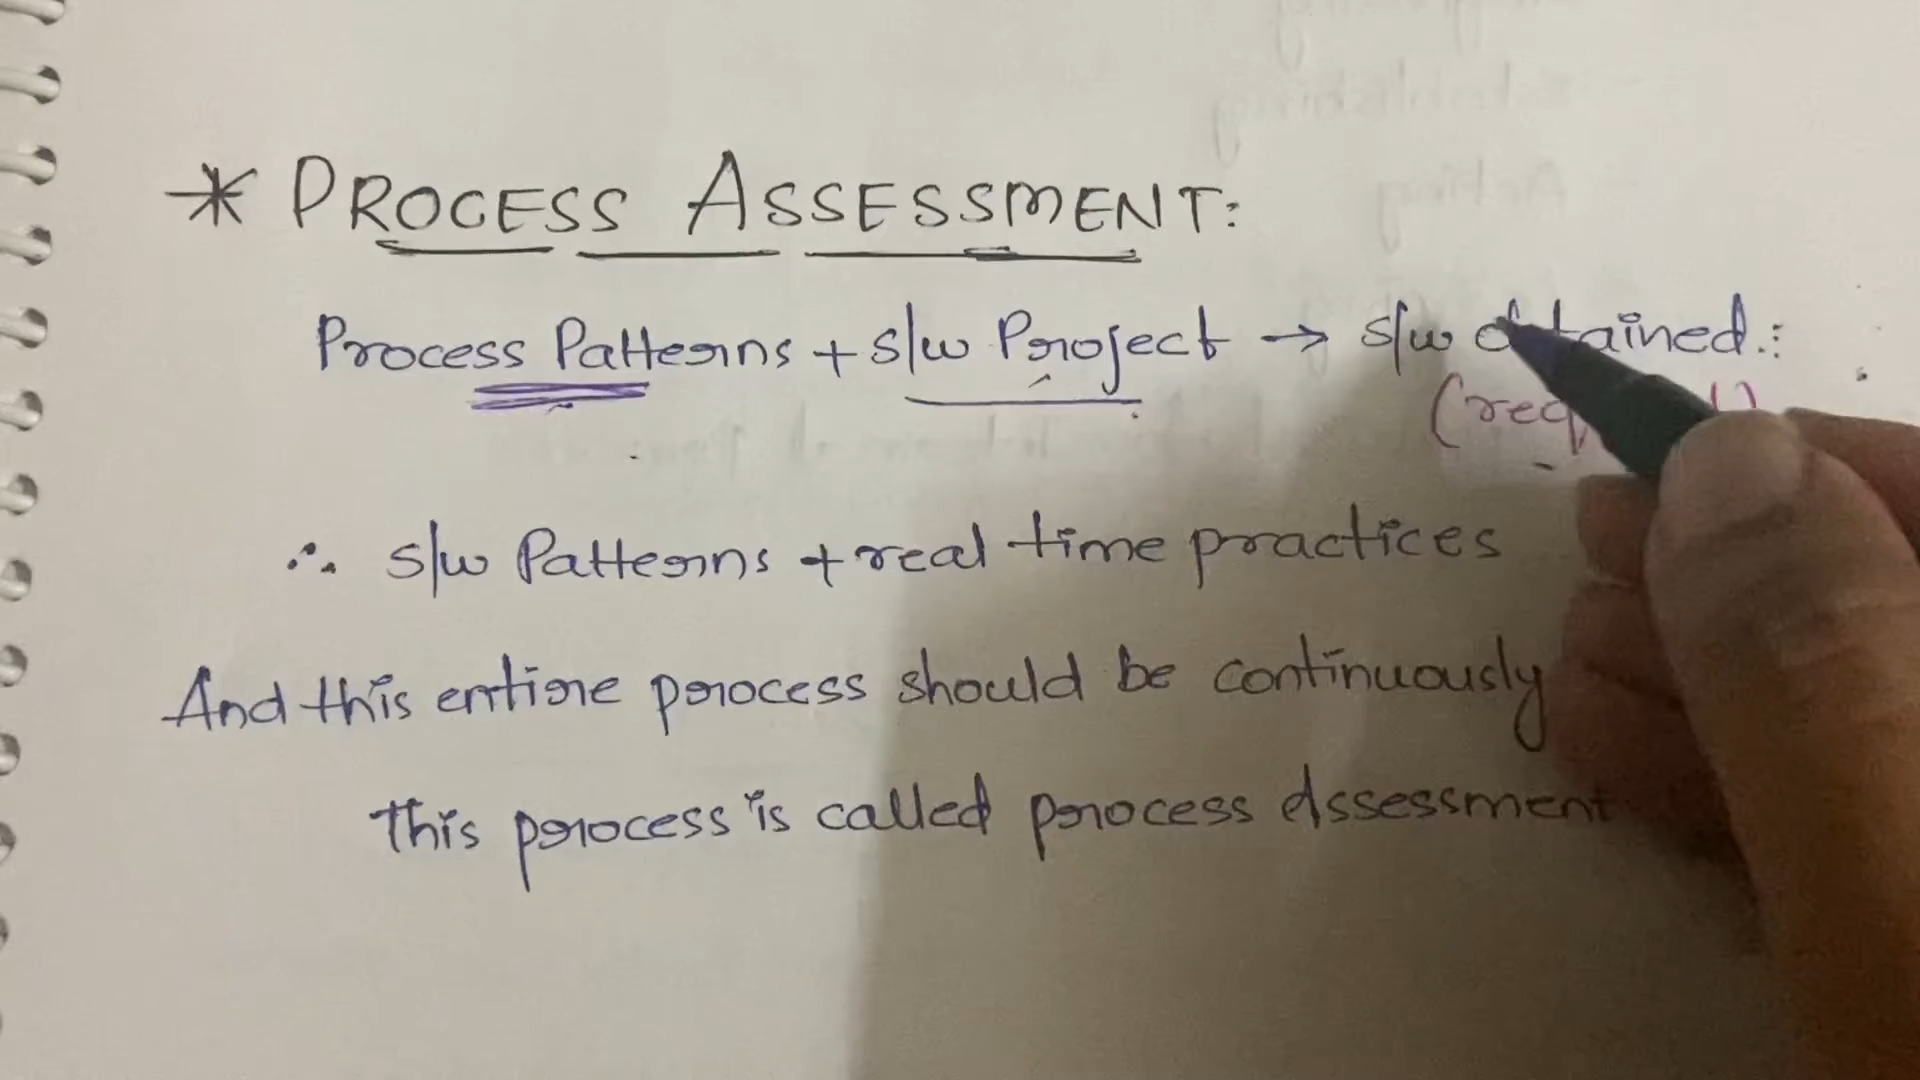 * PROCESS ASSESSMENT:
Process Patterns + s/w Project → s/w obtained.:
∴ s/w Patterns + real time practices
And this entire process should be continuously
This process is called process Assessment